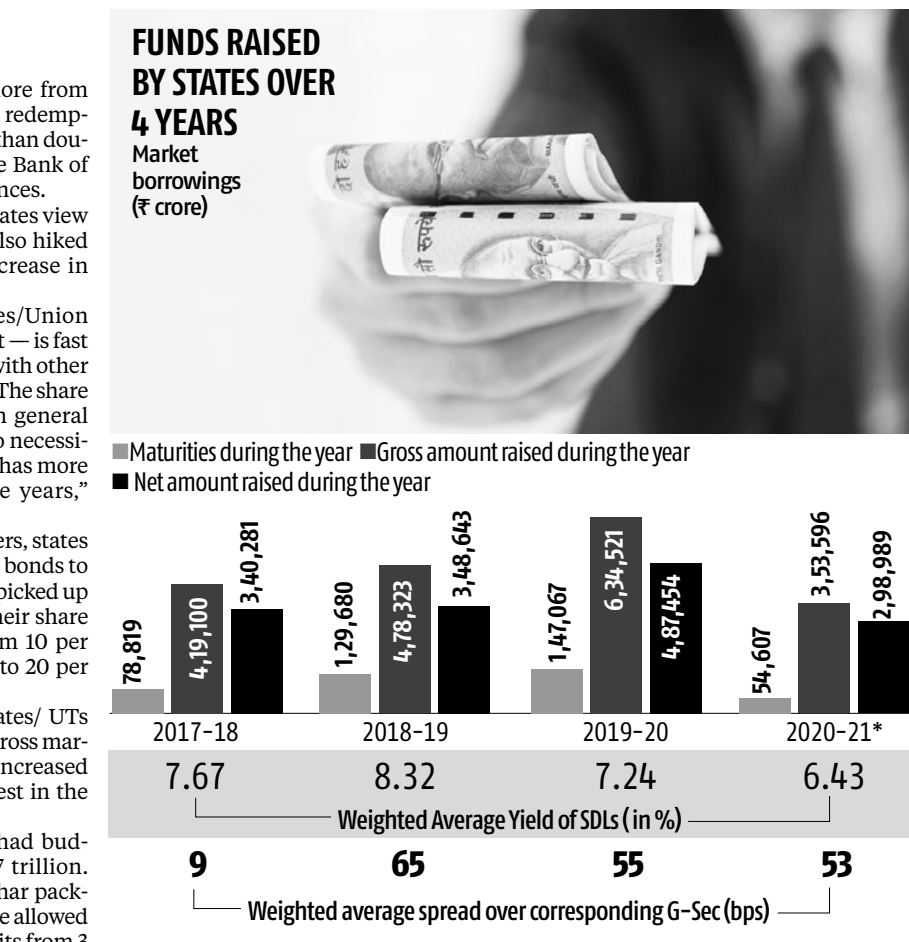 ore from
redemp-
than dou-
e Bank of
nces.
ates view
lso hiked
crease in
es/Union
t — is fast
with other
The share
n general
o necessi-
has more
e years,”
ers, states
bonds to
picked up
heir share
m 10 per
to 20 per
ates/ UTs
ross mar-
ncreased
est in the
had bud-
7 trillion.
har pack-
e allowed
its from 3
FUNDS RAISED
BY STATES OVER
4 YEARS
Market
borrowings
(₹ crore)
सौ रुपये
Maturities during the year Gross amount raised during the year
Net amount raised during the year
78,819 4,19,100 3,40,281 1,29,680 4,78,323 3,48,643 1,47,067 6,34,521 4,87,454 54,607 3,53,596 2,98,989
2017-18 2018-19 2019-20 2020-21*
7.67 8.32 7.24 6.43
Weighted Average Yield of SDLs (in %)
9 65 55 53
Weighted average spread over corresponding G-Sec (bps)